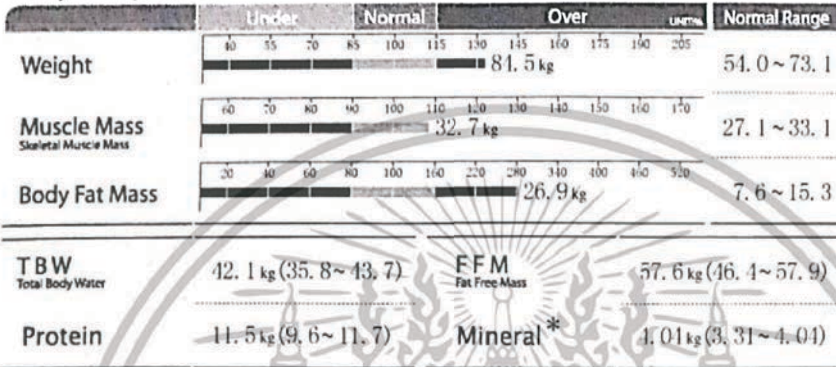 Under Normal Over UNIT:% Normal Range
40 55 70 85 100 115 130 145 160 175 190 205
Weight 84.5 kg 54.0~73.1
60 70 80 90 100 110 120 130 140 150 160 170
Muscle Mass 32.7 kg 27.1~33.1
Skeletal Muscle Mass
20 40 60 80 100 160 220 280 340 400 460 520
Body Fat Mass 26.9 kg 7.6~15.3
TBW 42.1 kg (35.8~43.7) FFM 57.6 kg (46.4~57.9)
Total Body Water Fat Free Mass
Protein 11.5 kg (9.6~11.7) Mineral* 4.04 kg (3.31~4.04)